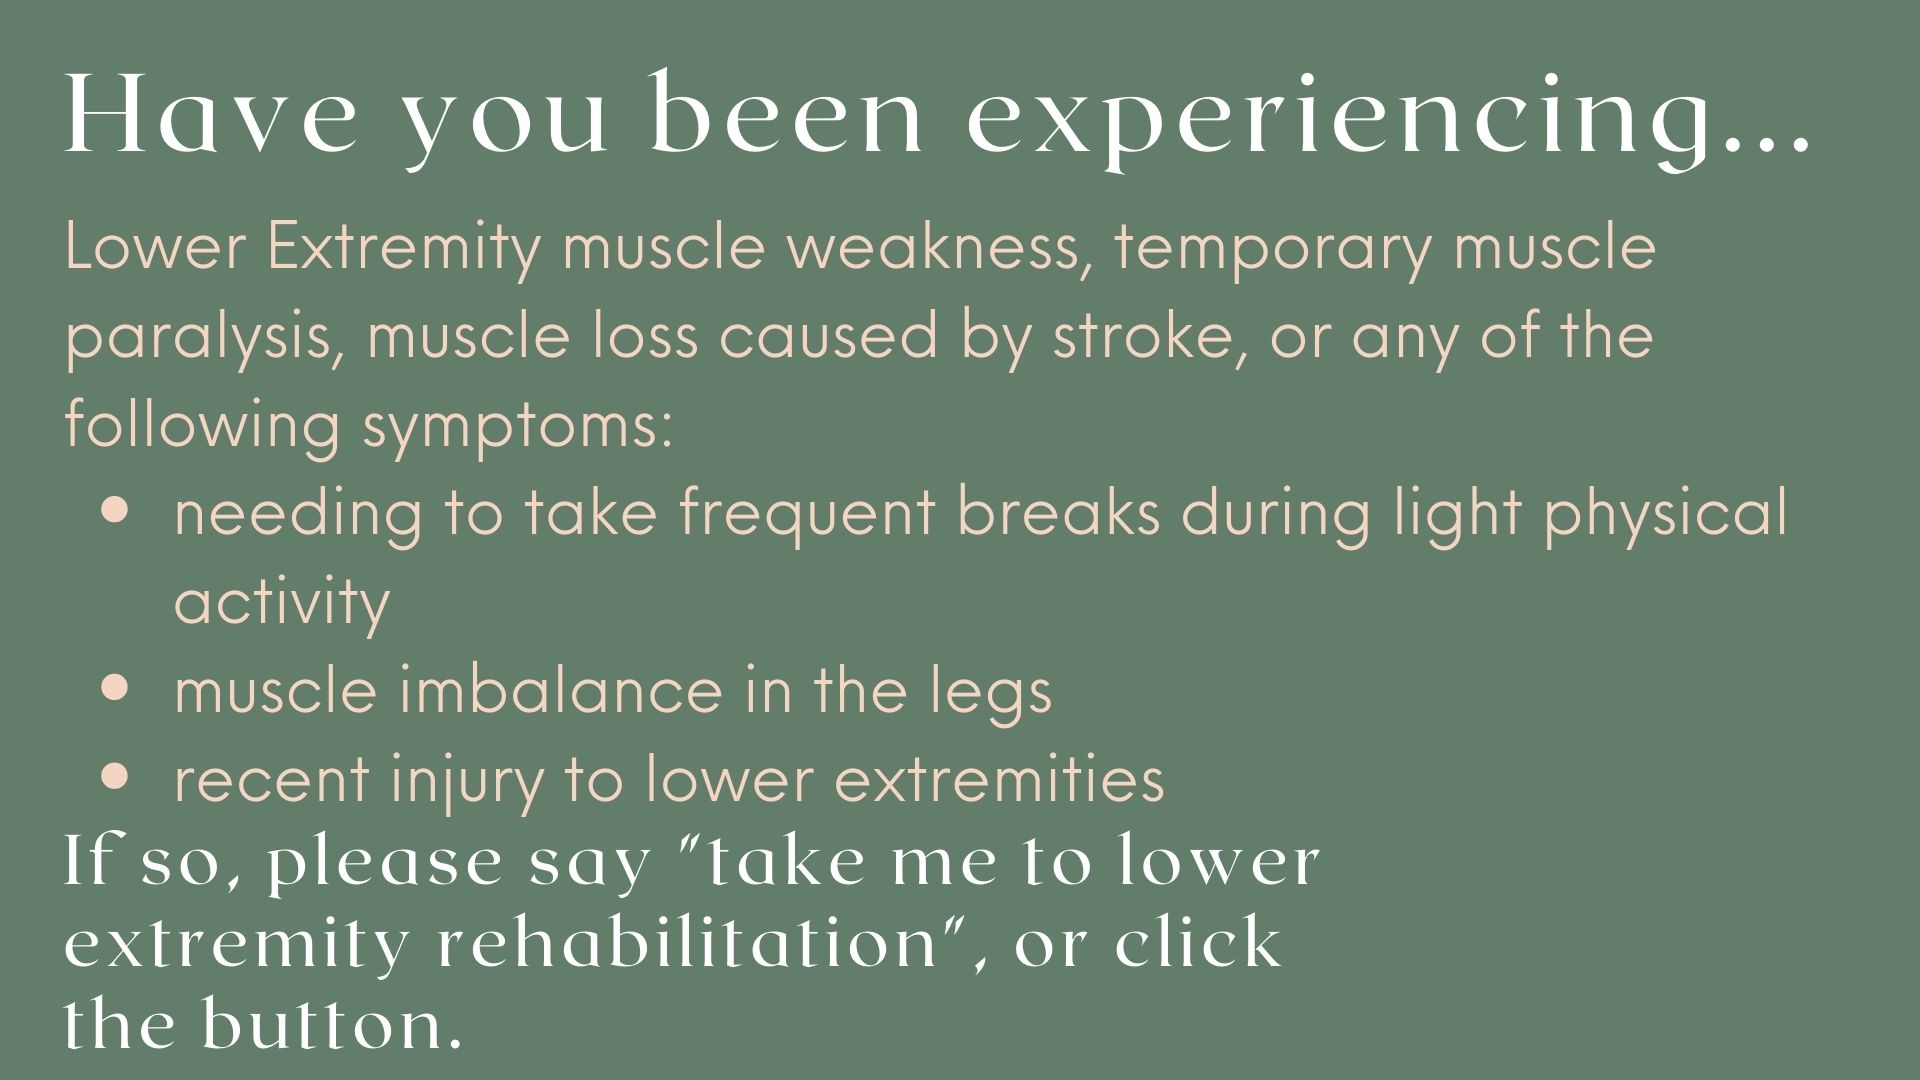 Have you been experiencing...
Lower Extremity muscle weakness, temporary muscle
paralysis, muscle loss caused by stroke, or any of the
following symptoms:
• needing to take frequent breaks during light physical
activity
• muscle imbalance in the legs
• recent injury to lower extremities
If so, please say "take me to lower
extremity rehabilitation", or click
the button.